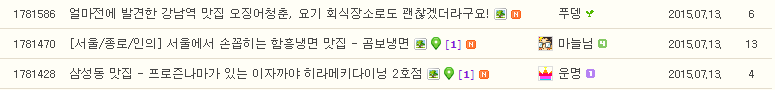 1781586 얼마전에 발견한 강남역 맛집 오징어청춘, 요기 회식장소로도 괜찮겠더라구요! N 푸뎅 2015,07,13, 6
1781470 [서울/종로/인의] 서울에서 손꼽히는 함흥냉면 맛집 - 곰보냉면 [1] N 마늘님 2015,07,13, 13
1781428 삼성동 맛집 - 프로즌나마가 있는 이자까야 히라메키다이닝 2호점 [1] N 운명 1 2015,07,13, 4